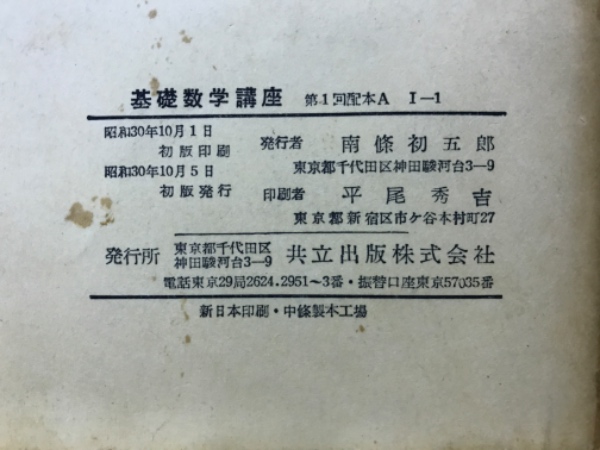 基礎数学講座 第1回配本A I—1
昭和30年10月1日
初版印刷
昭和30年10月5日
初版発行
発行者 南條初五郎
東京都千代田区神田駿河台3—9
印刷者 平尾秀吉
東京都新宿区市ケ谷本村町27
発行所 東京都千代田区
神田駿河台3—9
共立出版株式会社
電話東京29局2624.2951〜3番・振替口座東京57035番
新日本印刷・中條製本工場